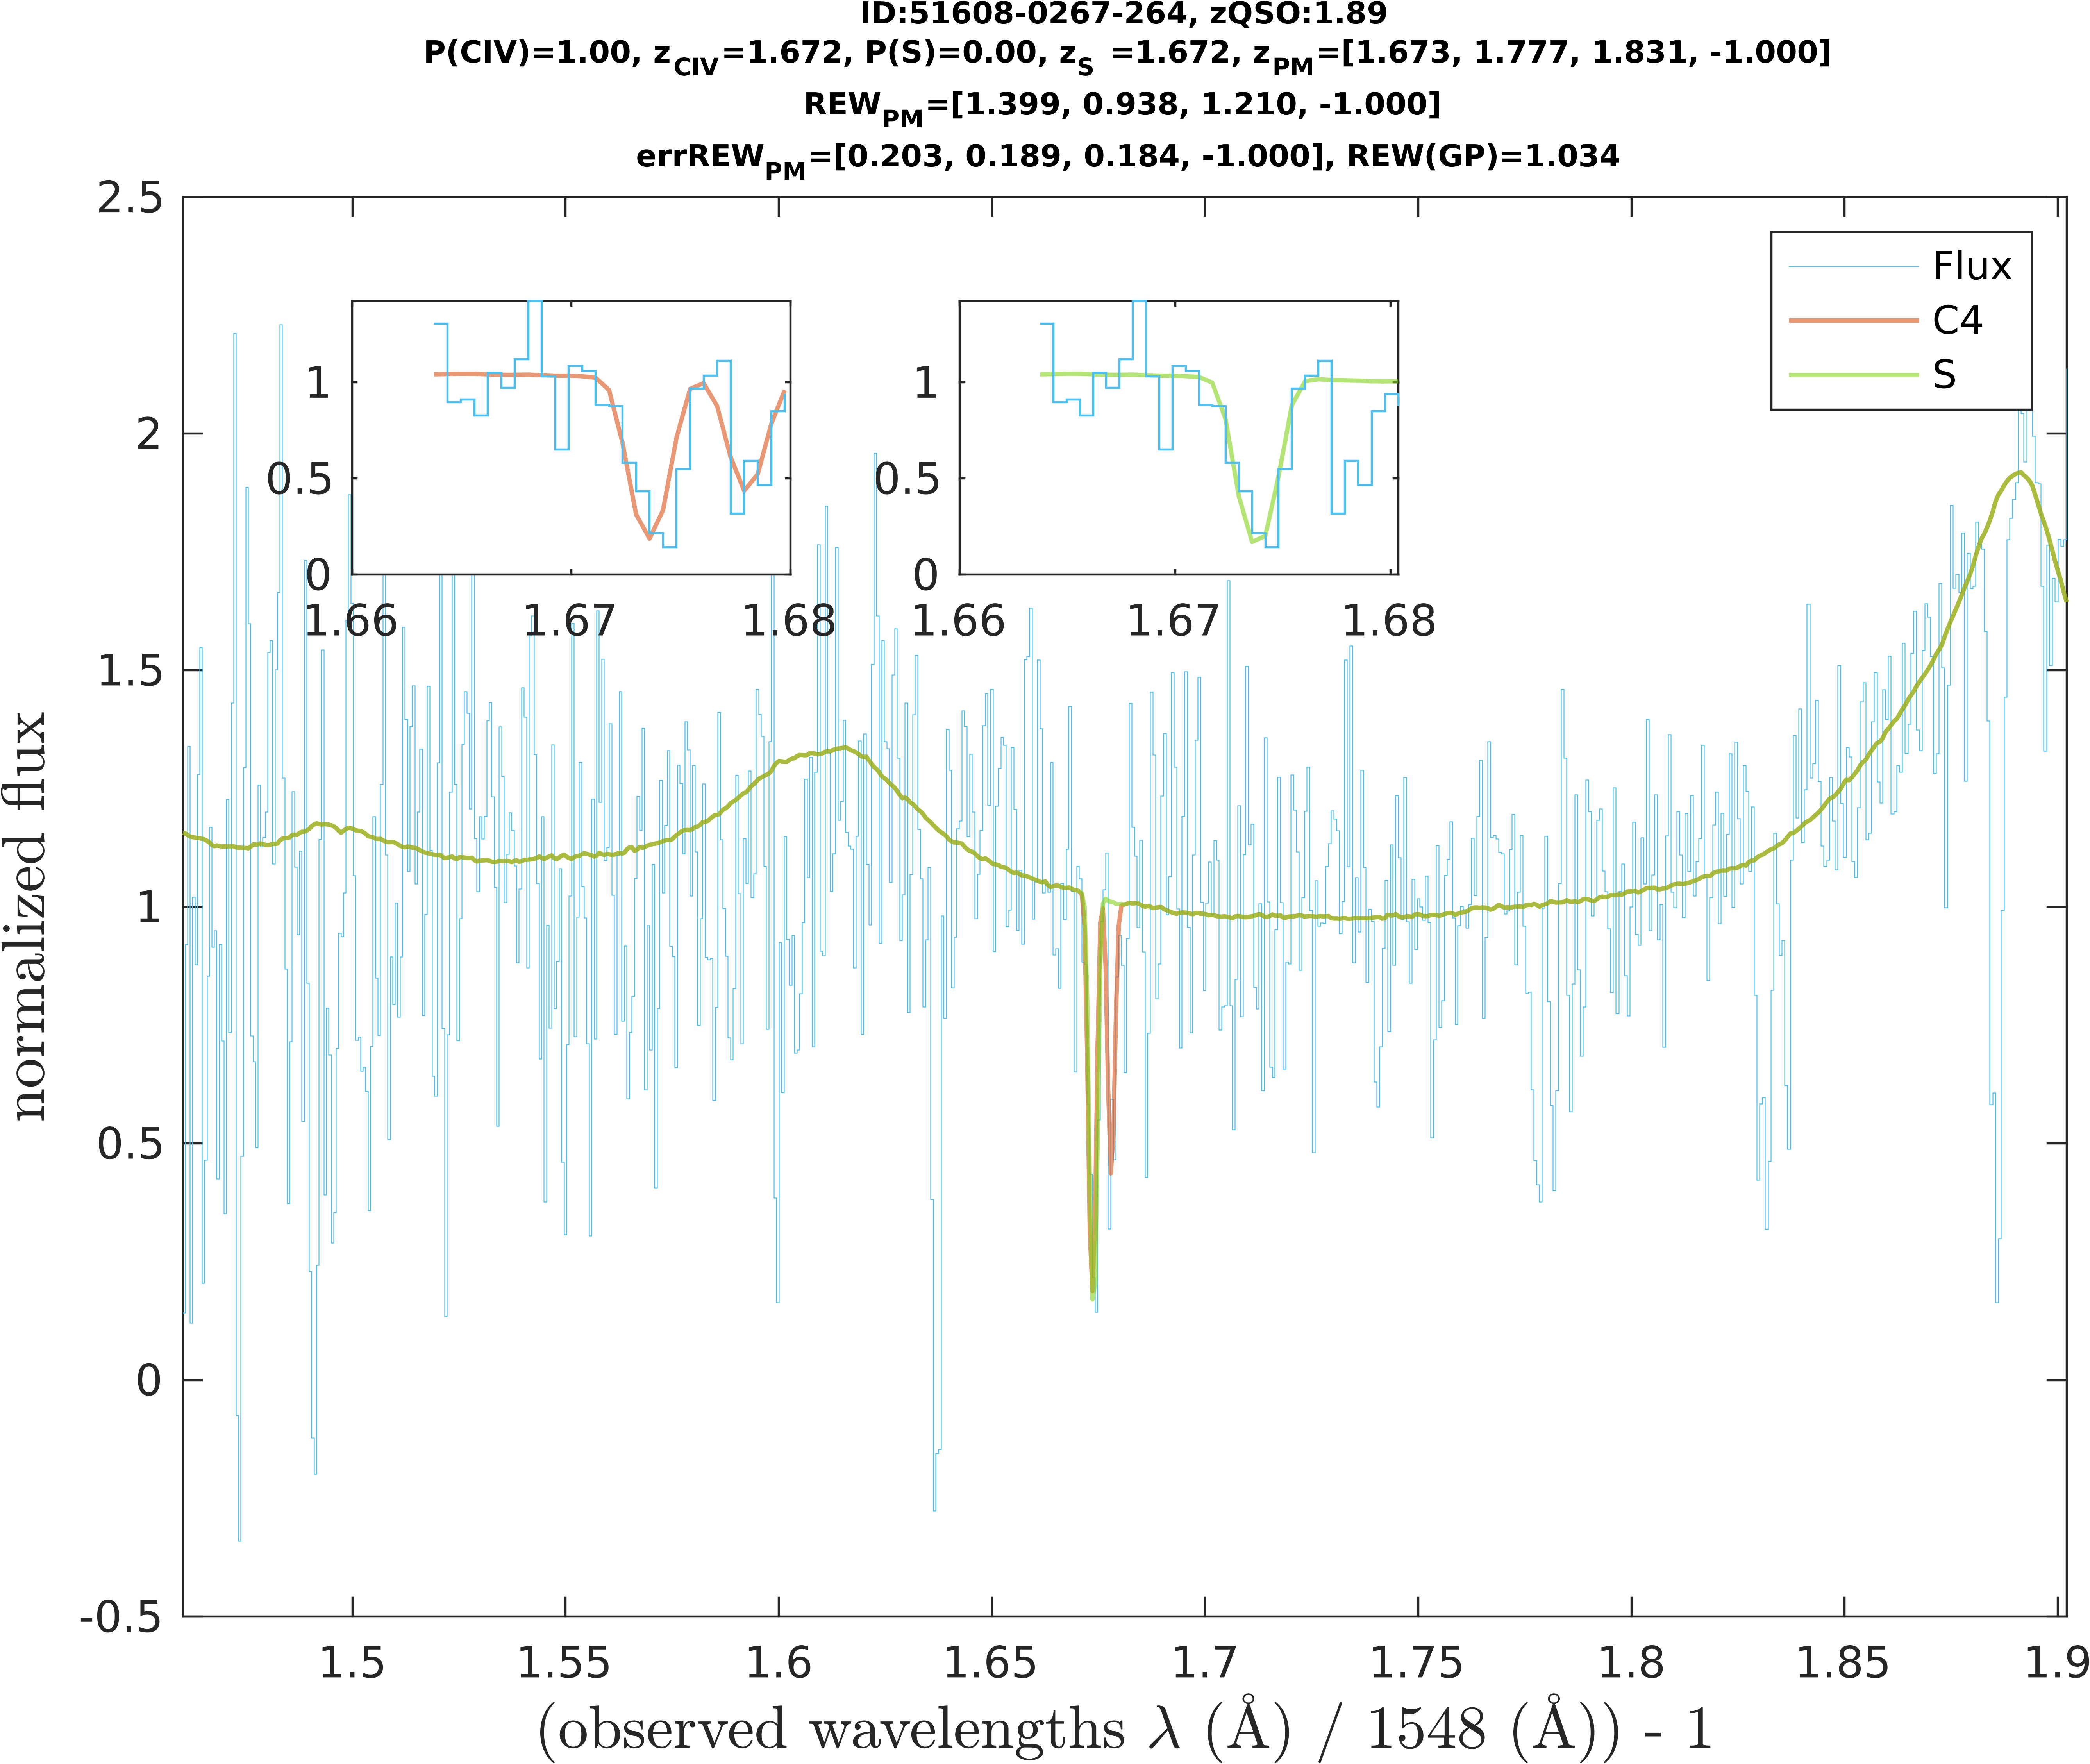 ID:51608-0267-264, zQSO:1.89
P(CIV)=1.00, z_CIV=1.672, P(S)=0.00, z_S =1.672, z_PM=[1.673, 1.777, 1.831, -1.000]
REW_PM=[1.399, 0.938, 1.210, -1.000]
errREW_PM=[0.203, 0.189, 0.184, -1.000], REW(GP)=1.034
2.5
2
1.5
1
0.5
0
-0.5
normalized flux
1
0.5
0
1.66 1.67 1.68
1
0.5
0
1.66 1.67 1.68
Flux
C4
S
1.5 1.55 1.6 1.65 1.7 1.75 1.8 1.85 1.9
(observed wavelengths λ (Å) / 1548 (Å)) - 1